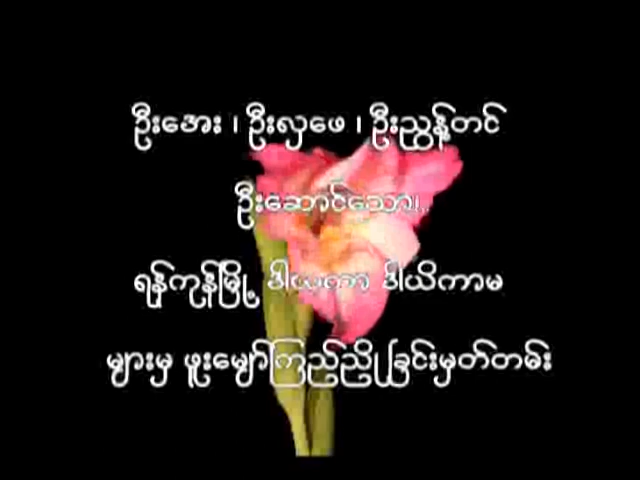 ဦးအေး ၊ ဦးလှဖေ ၊ ဦးညွန့်တင်
ဦးဆောင်သော၊..
ရန်ကုန်မြို့ ဒါယကာ ဒါယိကာမ
များမှ ဖူးမျှော်ကြည်ညိုခြင်းမှတ်တမ်း